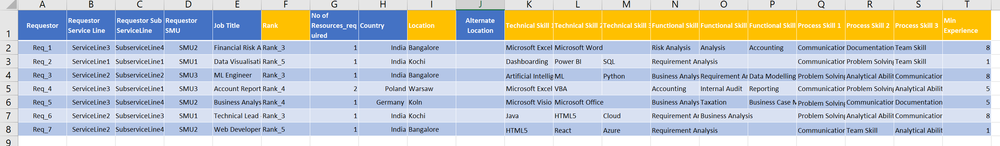 A B C D E F G H I J K L M N O P Q R S T
1 Requestor Requestor Service Line Requestor Sub ServiceLine Requestor SMU Job Title Rank No of Resources_required Country Location Alternate Location Technical Skill 1 Technical Skill 2 Technical Skill 3 Functional Skill Functional Skill Functional Skill Process Skill 1 Process Skill 2 Process Skill 3 Min Experience
2 Req_1 ServiceLine3 SubserviceLine4 SMU2 Financial Risk A Rank_3 1 India Bangalore Microsoft Excel Microsoft Word Risk Analysis Analysis Accounting Communication Documentation Team Skill 8
3 Req_2 ServiceLine1 SubserviceLine1 SMU1 Data Visualisati Rank_5 1 India Kochi Dashboarding Power BI SQL Requirement Analysis Communication Problem Solving Team Skill 1
4 Req_3 ServiceLine2 SubserviceLine2 SMU3 ML Engineer Rank_3 1 India Bangalore Artificial Intellig ML Python Business Analys Requirement Ar Data Modelling Problem Solving Analytical Abilit Communication 8
5 Req_4 ServiceLine3 SubserviceLine1 SMU3 Account Report Rank_4 2 Poland Warsaw Microsoft Excel VBA Accounting Internal Audit Reporting Communication Problem Solving Analytical Abilit 5
6 Req_5 ServiceLine3 SubserviceLine4 SMU2 Business Analys Rank_4 1 Germany Koln Microsoft Visio Microsoft Office Business Analys Taxation Business Case M Problem Solving Communication Documentation 5
7 Req_6 ServiceLine2 SubserviceLine3 SMU1 Technical Lead Rank_3 1 India Kochi Java HTML5 Cloud Requirement Ar Business Analysis Problem Solving Analytical Abilit Communication 8
8 Req_7 ServiceLine2 SubserviceLine4 SMU2 Web Developer Rank_5 1 India Bangalore HTML5 React Azure Requirement Analysis Communication Team Skill Analytical Abilit 1
9